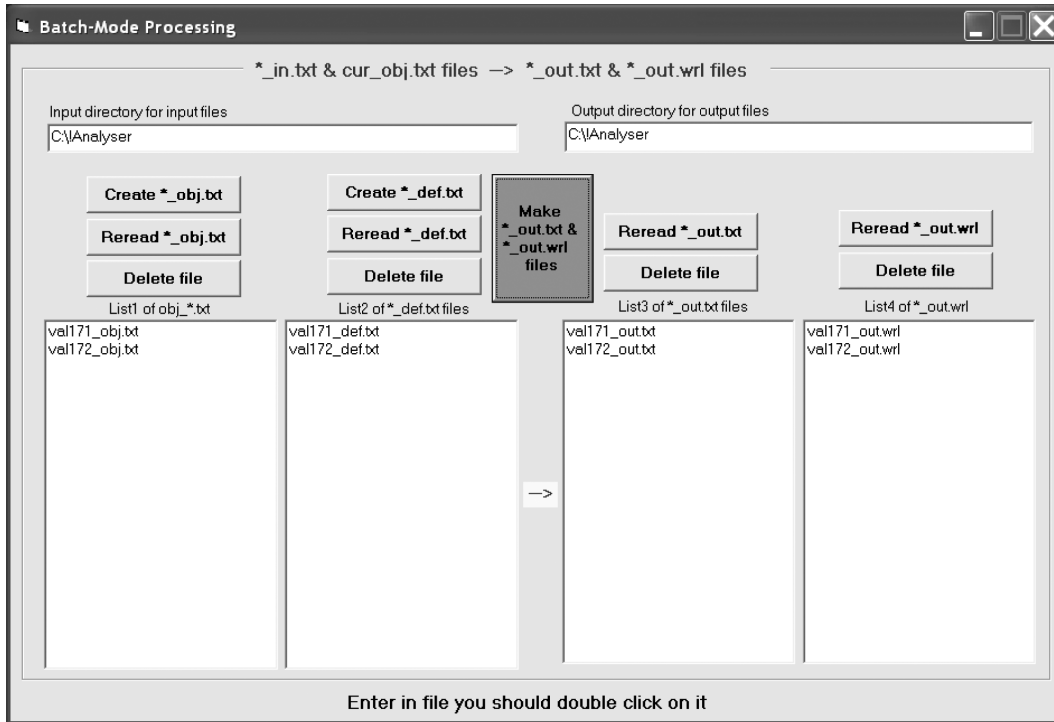 Batch-Mode Processing
*_in.txt & cur_obj.txt files —> *_out.txt & *_out.wrl files
Input directory for input files
Output directory for output files
C:\IAnalyser
C:\IAnalyser
Create *_obj.txt
Create *_def.txt
Make
*_out.txt &
*_out.wrl
files
Reread *_obj.txt
Reread *_def.txt
Reread *_out.txt
Reread *_out.wrl
Delete file
Delete file
Delete file
Delete file
List1 of obj_*.txt
List2 of *_def.txt files
List3 of *_out.txt files
List4 of *_out.wrl
val171_obj.txt
val172_obj.txt
val171_def.txt
val172_def.txt
—>
val171_out.txt
val172_out.txt
val171_out.wrl
val172_out.wrl
Enter in file you should double click on it